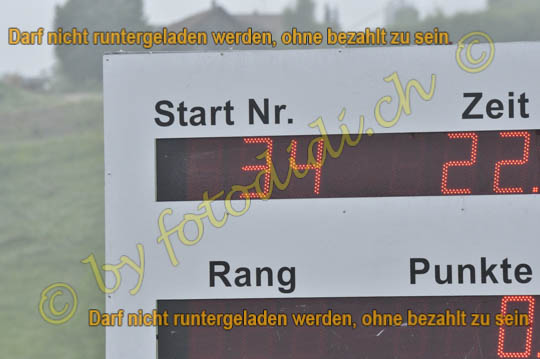 Darf nicht runtergeladen werden, ohne bezahlt zu sein
Start Nr. Zeit
34 22.
© by fotodidi.ch ©
Rang Punkte
Darf nicht runtergeladen werden, ohne bezahlt zu sein
0.